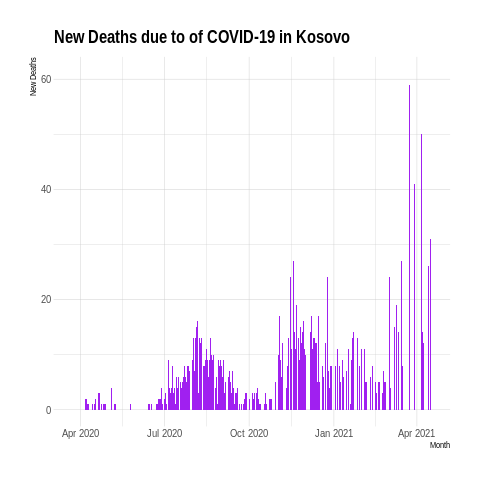 New Deaths due to of COVID-19 in Kosovo
New Deaths
60
40
20
0
Apr 2020 Jul 2020 Oct 2020 Jan 2021 Apr 2021
Month